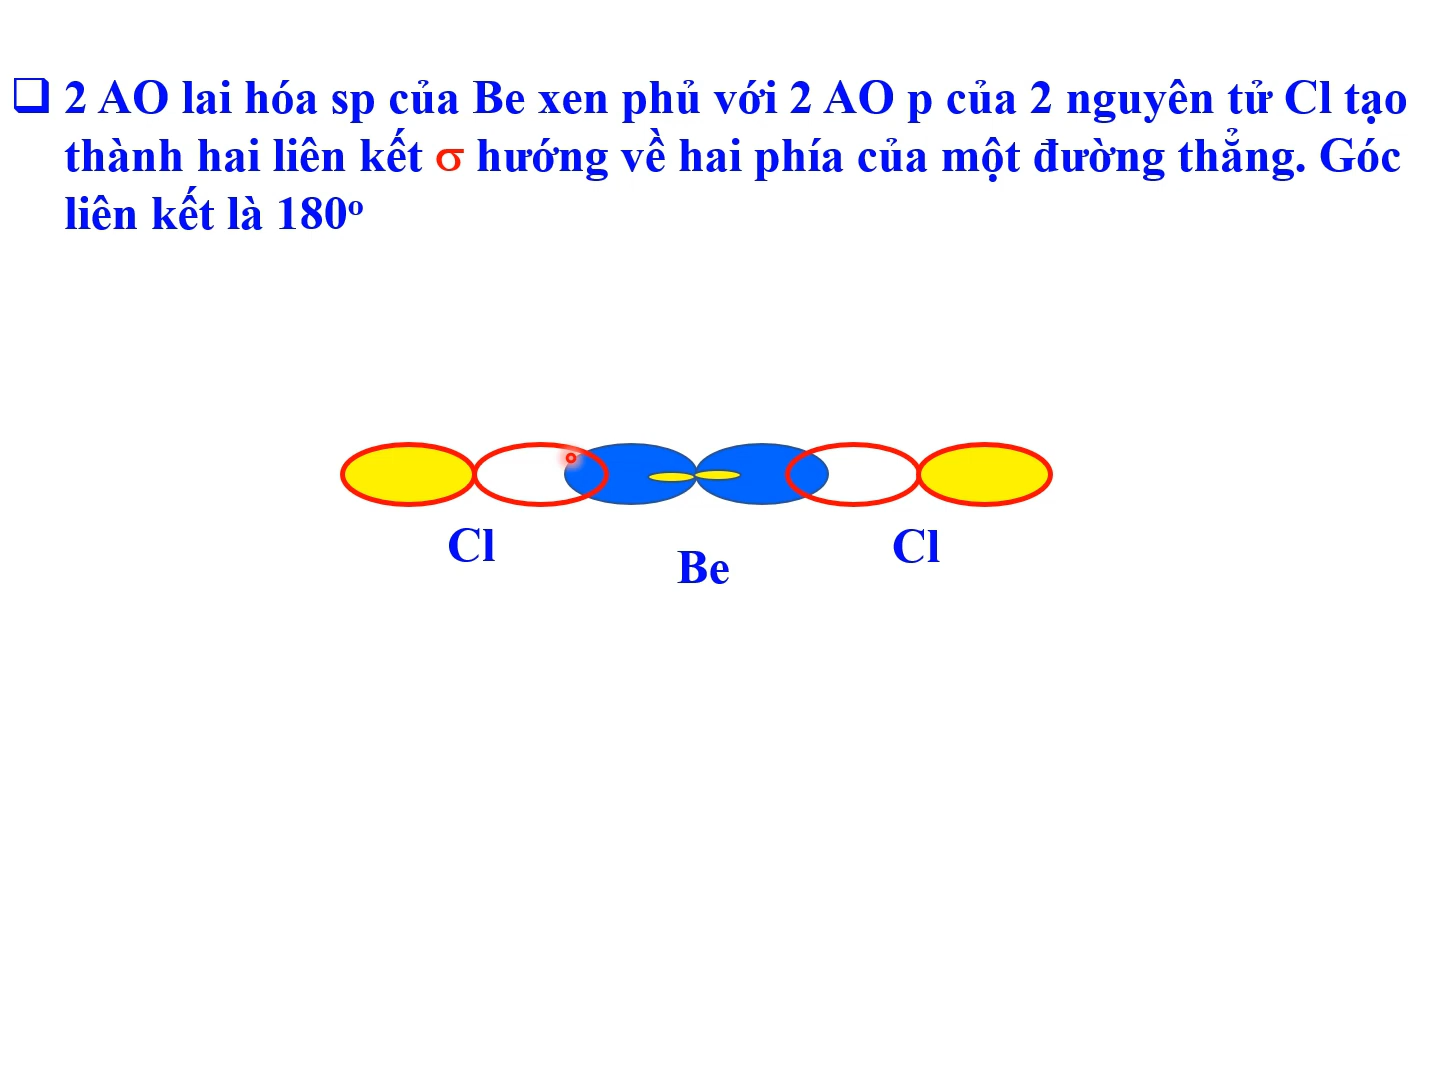 ❑ 2 AO lai hóa sp của Be xen phủ với 2 AO p của 2 nguyên tử Cl tạo
thành hai liên kết σ hướng về hai phía của một đường thẳng. Góc
liên kết là 180º
Cl
Be
Cl